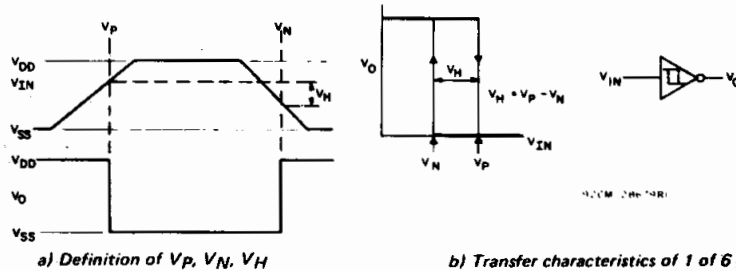 VP VN
VDD
VIN
VH
VSS
VDD
VO
VSS
a) Definition of VP, VN, VH
VO
VH
VH = VP – VN
VIN
VN VP
VIN VO
b) Transfer characteristics of 1 of 6